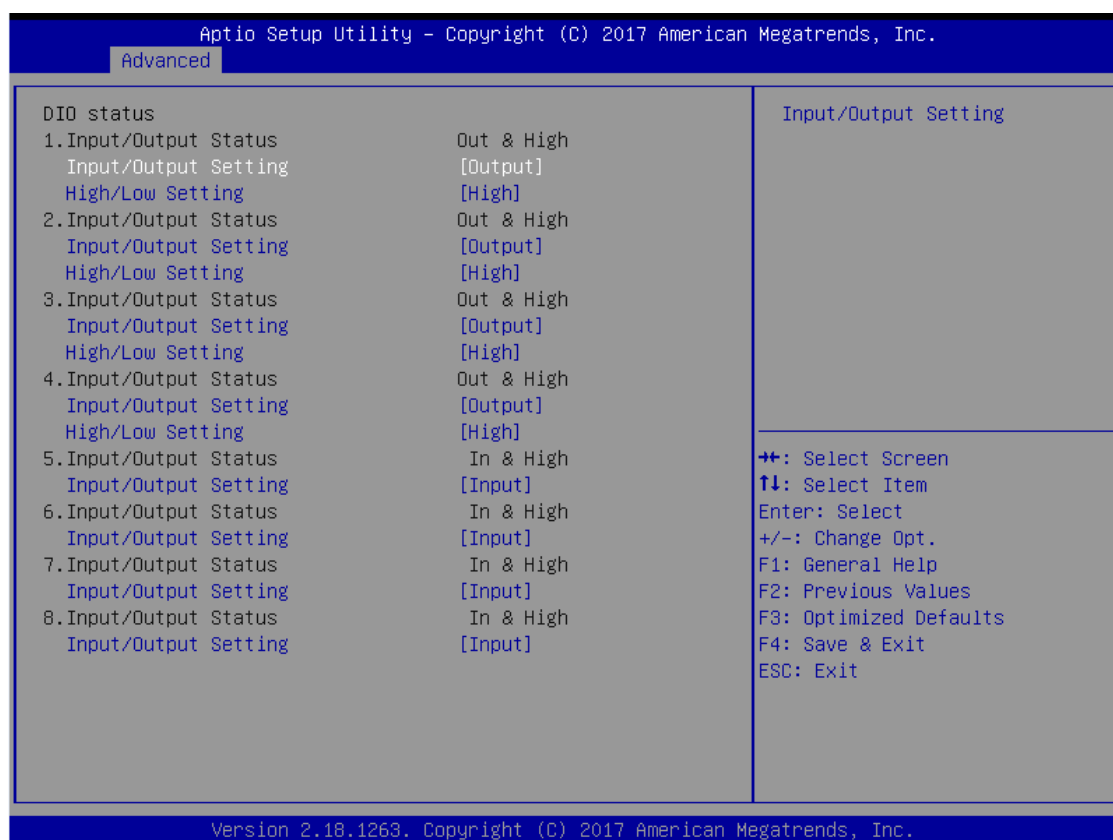 Aptio Setup Utility – Copyright (C) 2017 American Megatrends, Inc.
Advanced
DIO status
1.Input/Output Status Out & High
Input/Output Setting [Output]
High/Low Setting [High]
2.Input/Output Status Out & High
Input/Output Setting [Output]
High/Low Setting [High]
3.Input/Output Status Out & High
Input/Output Setting [Output]
High/Low Setting [High]
4.Input/Output Status Out & High
Input/Output Setting [Output]
High/Low Setting [High]
5.Input/Output Status In & High
Input/Output Setting [Input]
6.Input/Output Status In & High
Input/Output Setting [Input]
7.Input/Output Status In & High
Input/Output Setting [Input]
8.Input/Output Status In & High
Input/Output Setting [Input]
Input/Output Setting
→←: Select Screen
↑↓: Select Item
Enter: Select
+/-: Change Opt.
F1: General Help
F2: Previous Values
F3: Optimized Defaults
F4: Save & Exit
ESC: Exit
Version 2.18.1263. Copyright (C) 2017 American Megatrends, Inc.